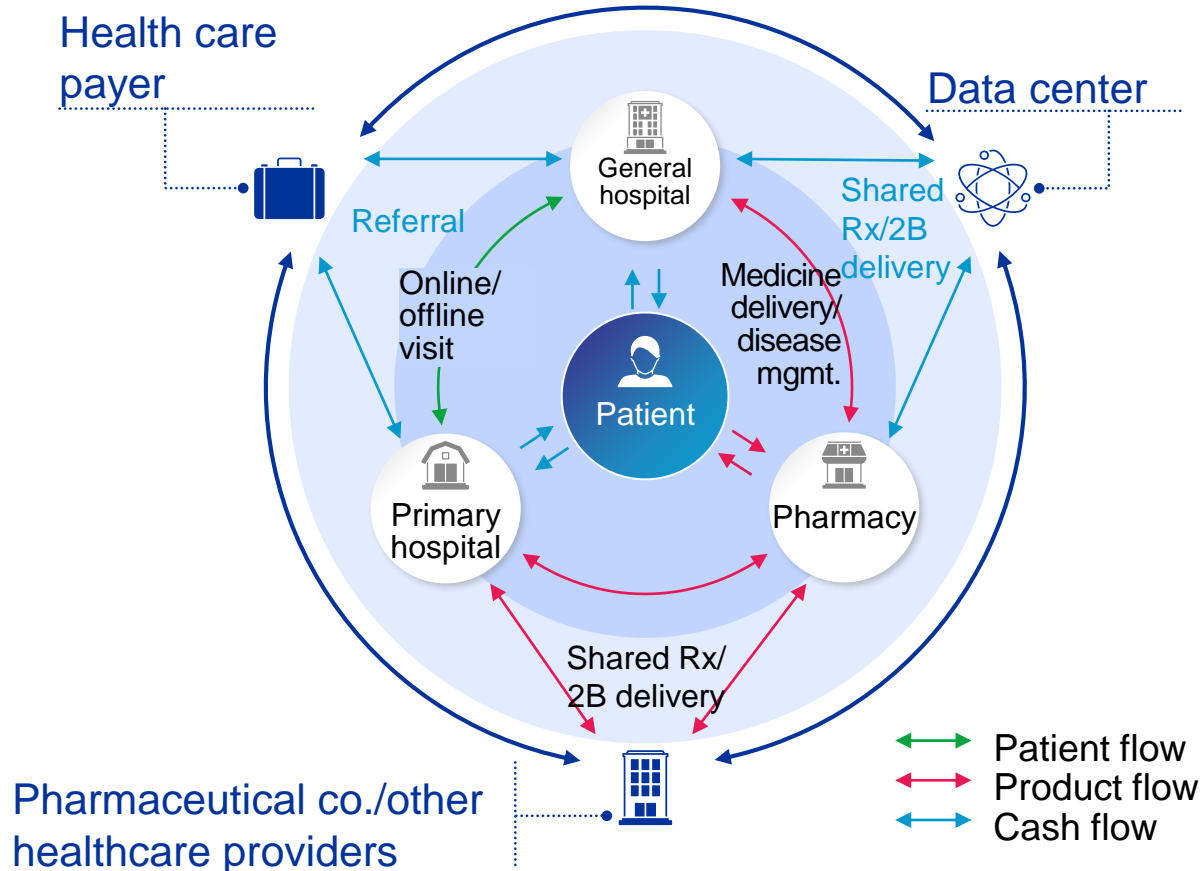 Health care
payer
Data center
General
hospital
Referral
Shared
Rx/2B
delivery
Online/
offline
visit
Medicine
delivery/
disease
mgmt.
Patient
Primary
hospital
Pharmacy
Shared Rx/
2B delivery
Pharmaceutical co./other
healthcare providers
Patient flow
Product flow
Cash flow